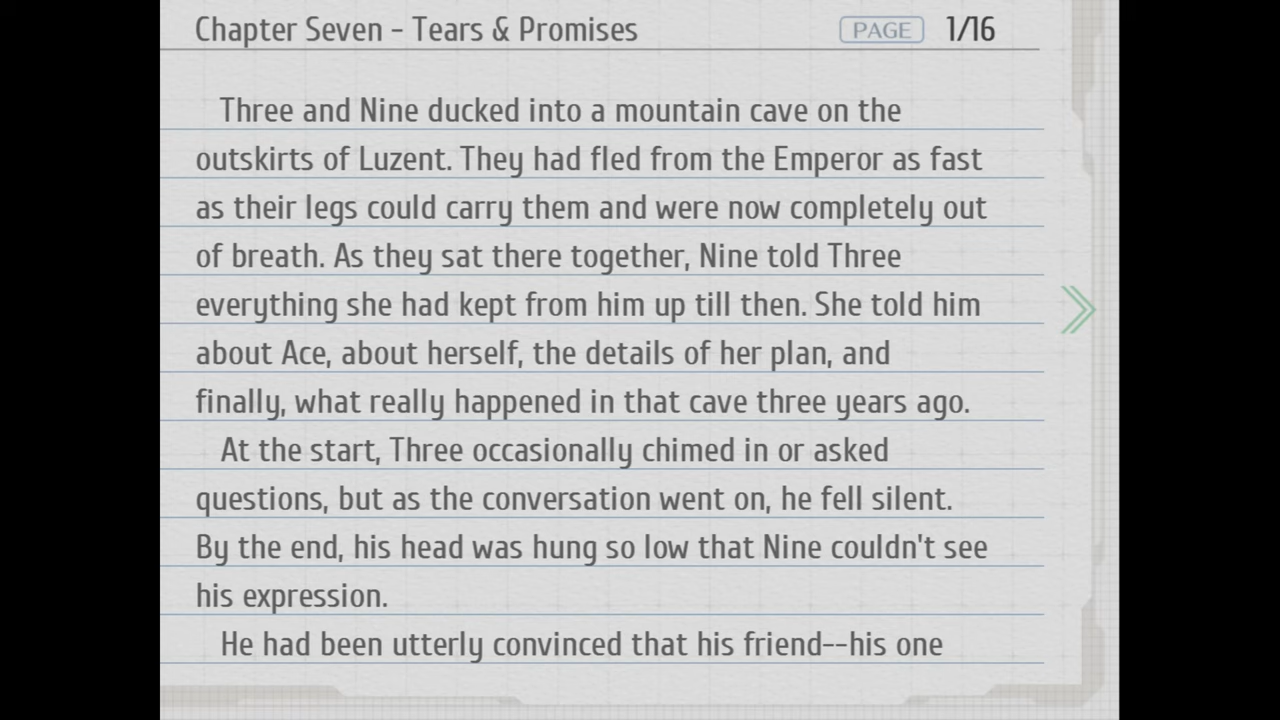 Chapter Seven - Tears & Promises
PAGE 1/16
Three and Nine ducked into a mountain cave on the
outskirts of Luzent. They had fled from the Emperor as fast
as their legs could carry them and were now completely out
of breath. As they sat there together, Nine told Three
everything she had kept from him up till then. She told him
about Ace, about herself, the details of her plan, and
finally, what really happened in that cave three years ago.
At the start, Three occasionally chimed in or asked
questions, but as the conversation went on, he fell silent.
By the end, his head was hung so low that Nine couldn't see
his expression.
He had been utterly convinced that his friend--his one